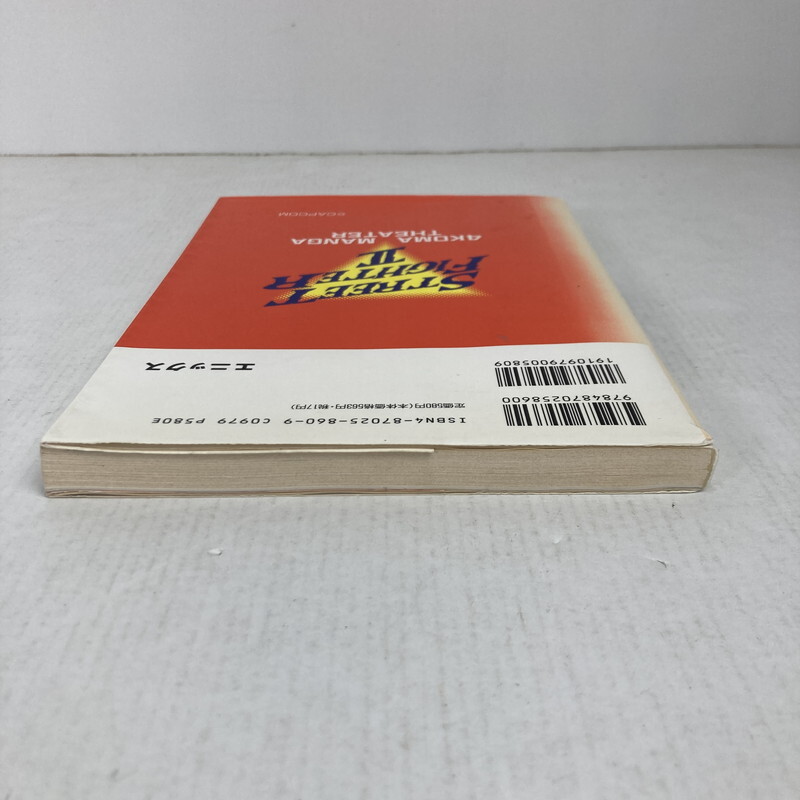 9784870258600
1910979005809
ISBN4-87025-860-9 C0979 P580E
定価580円(本体価格563円・税17円)
エニックス
STREET
FIGHTER
II
4KOMA MANGA
THEATER
©CAPCOM